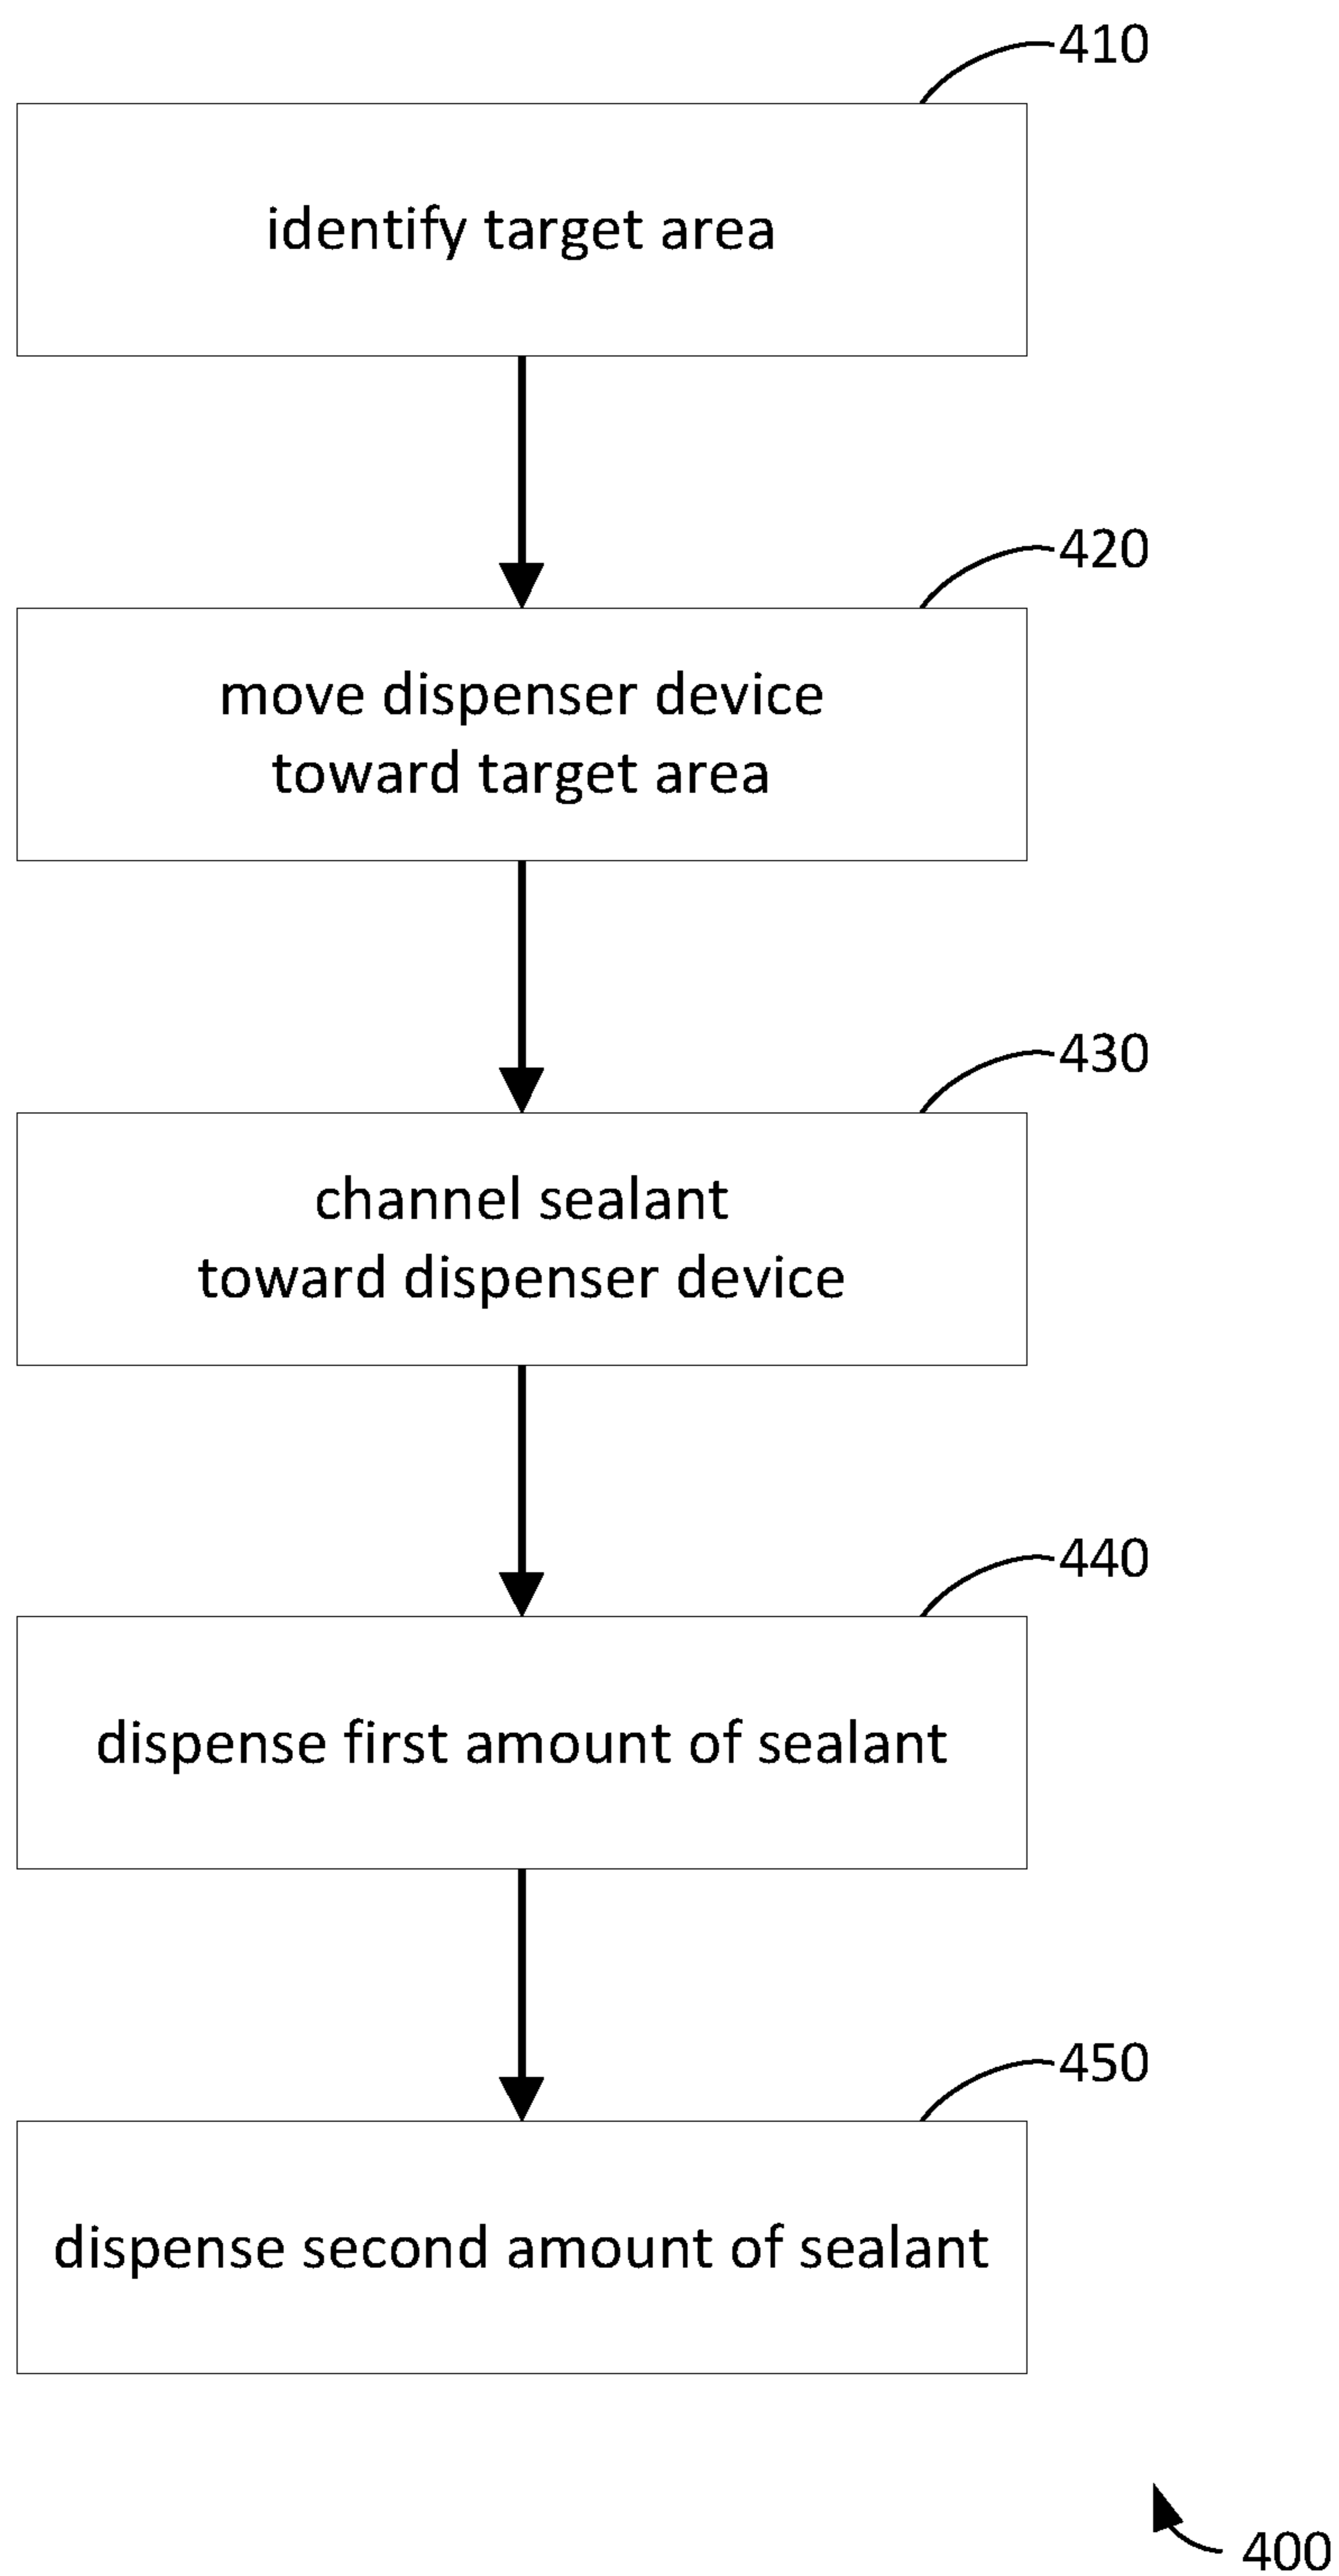 410
identify target area
420
move dispenser device
toward target area
430
channel sealant
toward dispenser device
440
dispense first amount of sealant
450
dispense second amount of sealant
400